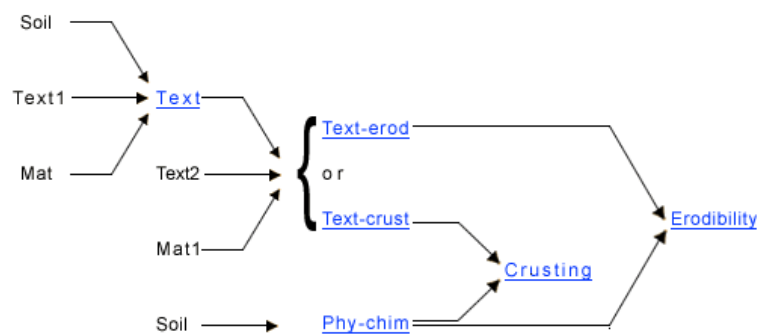 Soil
Text1
Text
Mat
Text2
Mat1
Soil
Text-erod
or
Text-crust
Phy-chim
Crusting
Erodibility